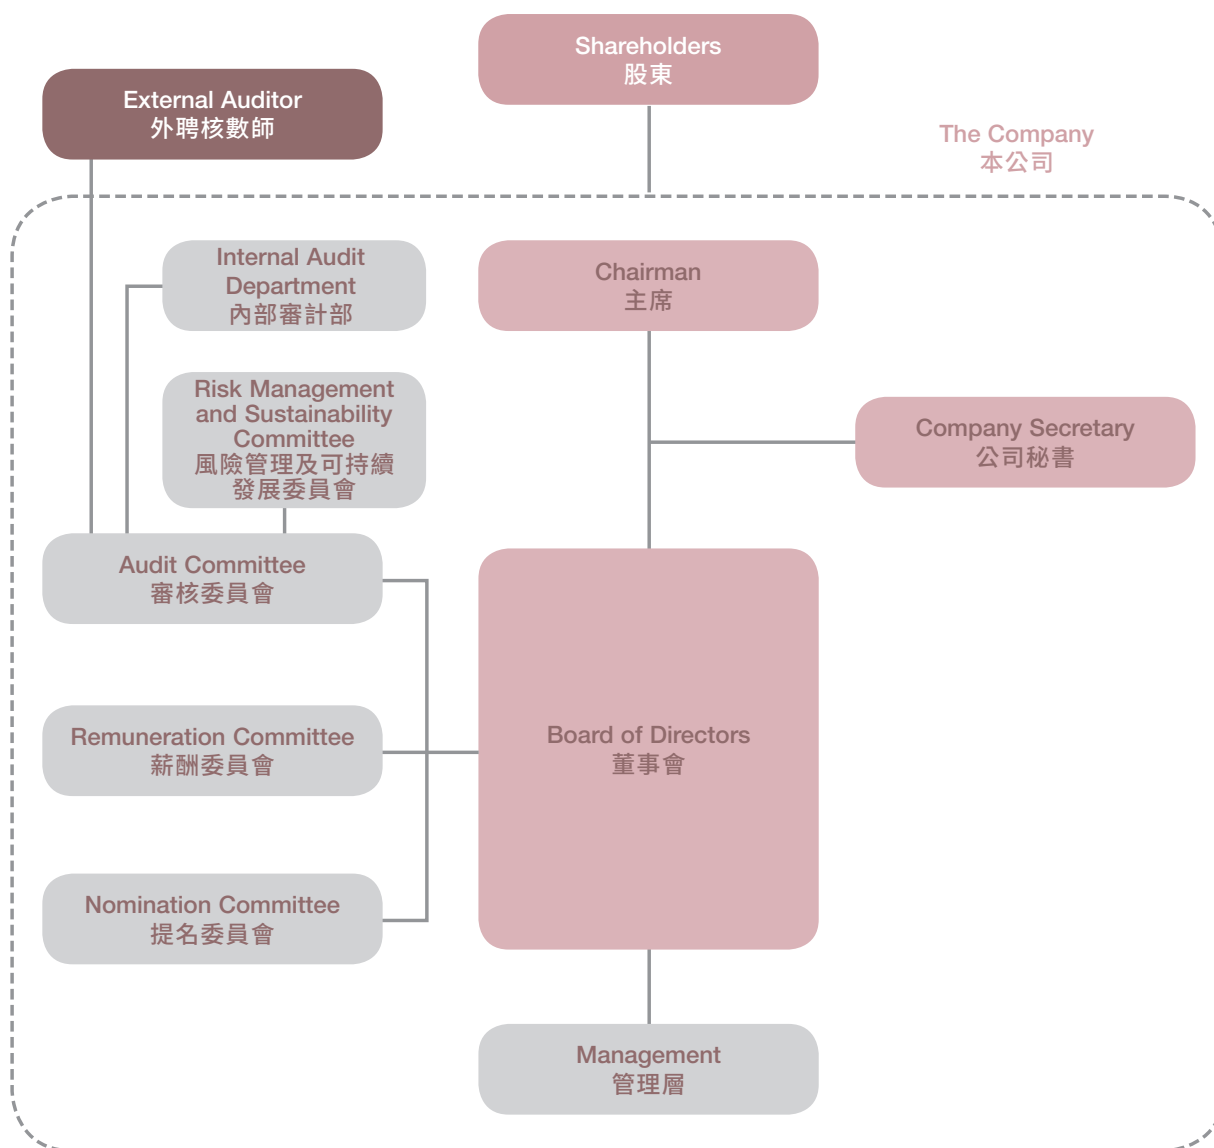 Shareholders
股東
External Auditor
外聘核數師
The Company
本公司
Internal Audit
Department
內部審計部
Chairman
主席
Risk Management
and Sustainability
Committee
風險管理及可持續
發展委員會
Company Secretary
公司秘書
Audit Committee
審核委員會
Remuneration Committee
薪酬委員會
Board of Directors
董事會
Nomination Committee
提名委員會
Management
管理層